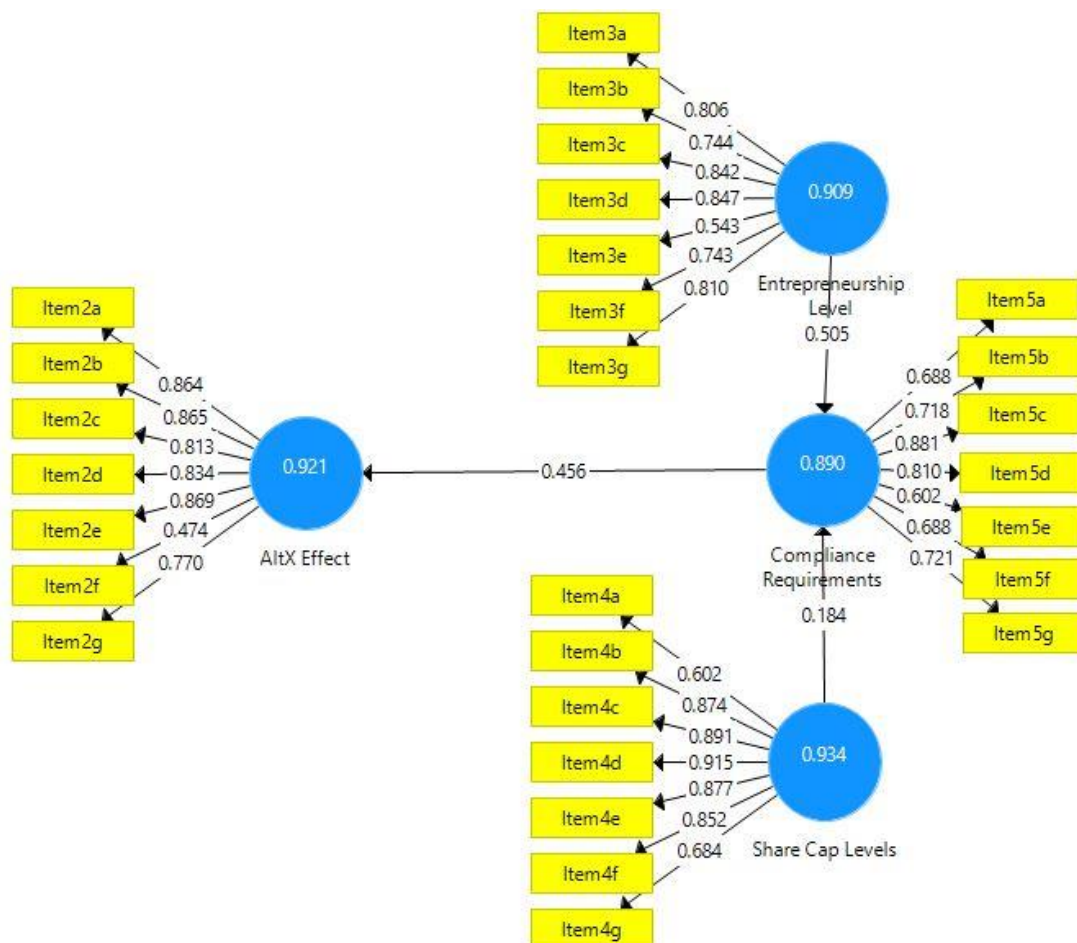 Item3a
Item3b
Item3c
Item3d
Item3e
Item3f
Item3g
0.806
0.744
0.842
0.847
0.543
0.743
0.810
0.909
Entrepreneurship
Level
0.505
Item2a
Item2b
Item2c
Item2d
Item2e
Item2f
Item2g
0.864
0.865
0.813
0.834
0.869
0.474
0.770
0.921
AltX Effect
0.456
0.890
Compliance
Requirements
0.688
0.718
0.881
0.810
0.602
0.688
0.721
Item5a
Item5b
Item5c
Item5d
Item5e
Item5f
Item5g
0.184
Item4a
Item4b
Item4c
Item4d
Item4e
Item4f
Item4g
0.602
0.874
0.891
0.915
0.877
0.852
0.684
0.934
Share Cap Levels